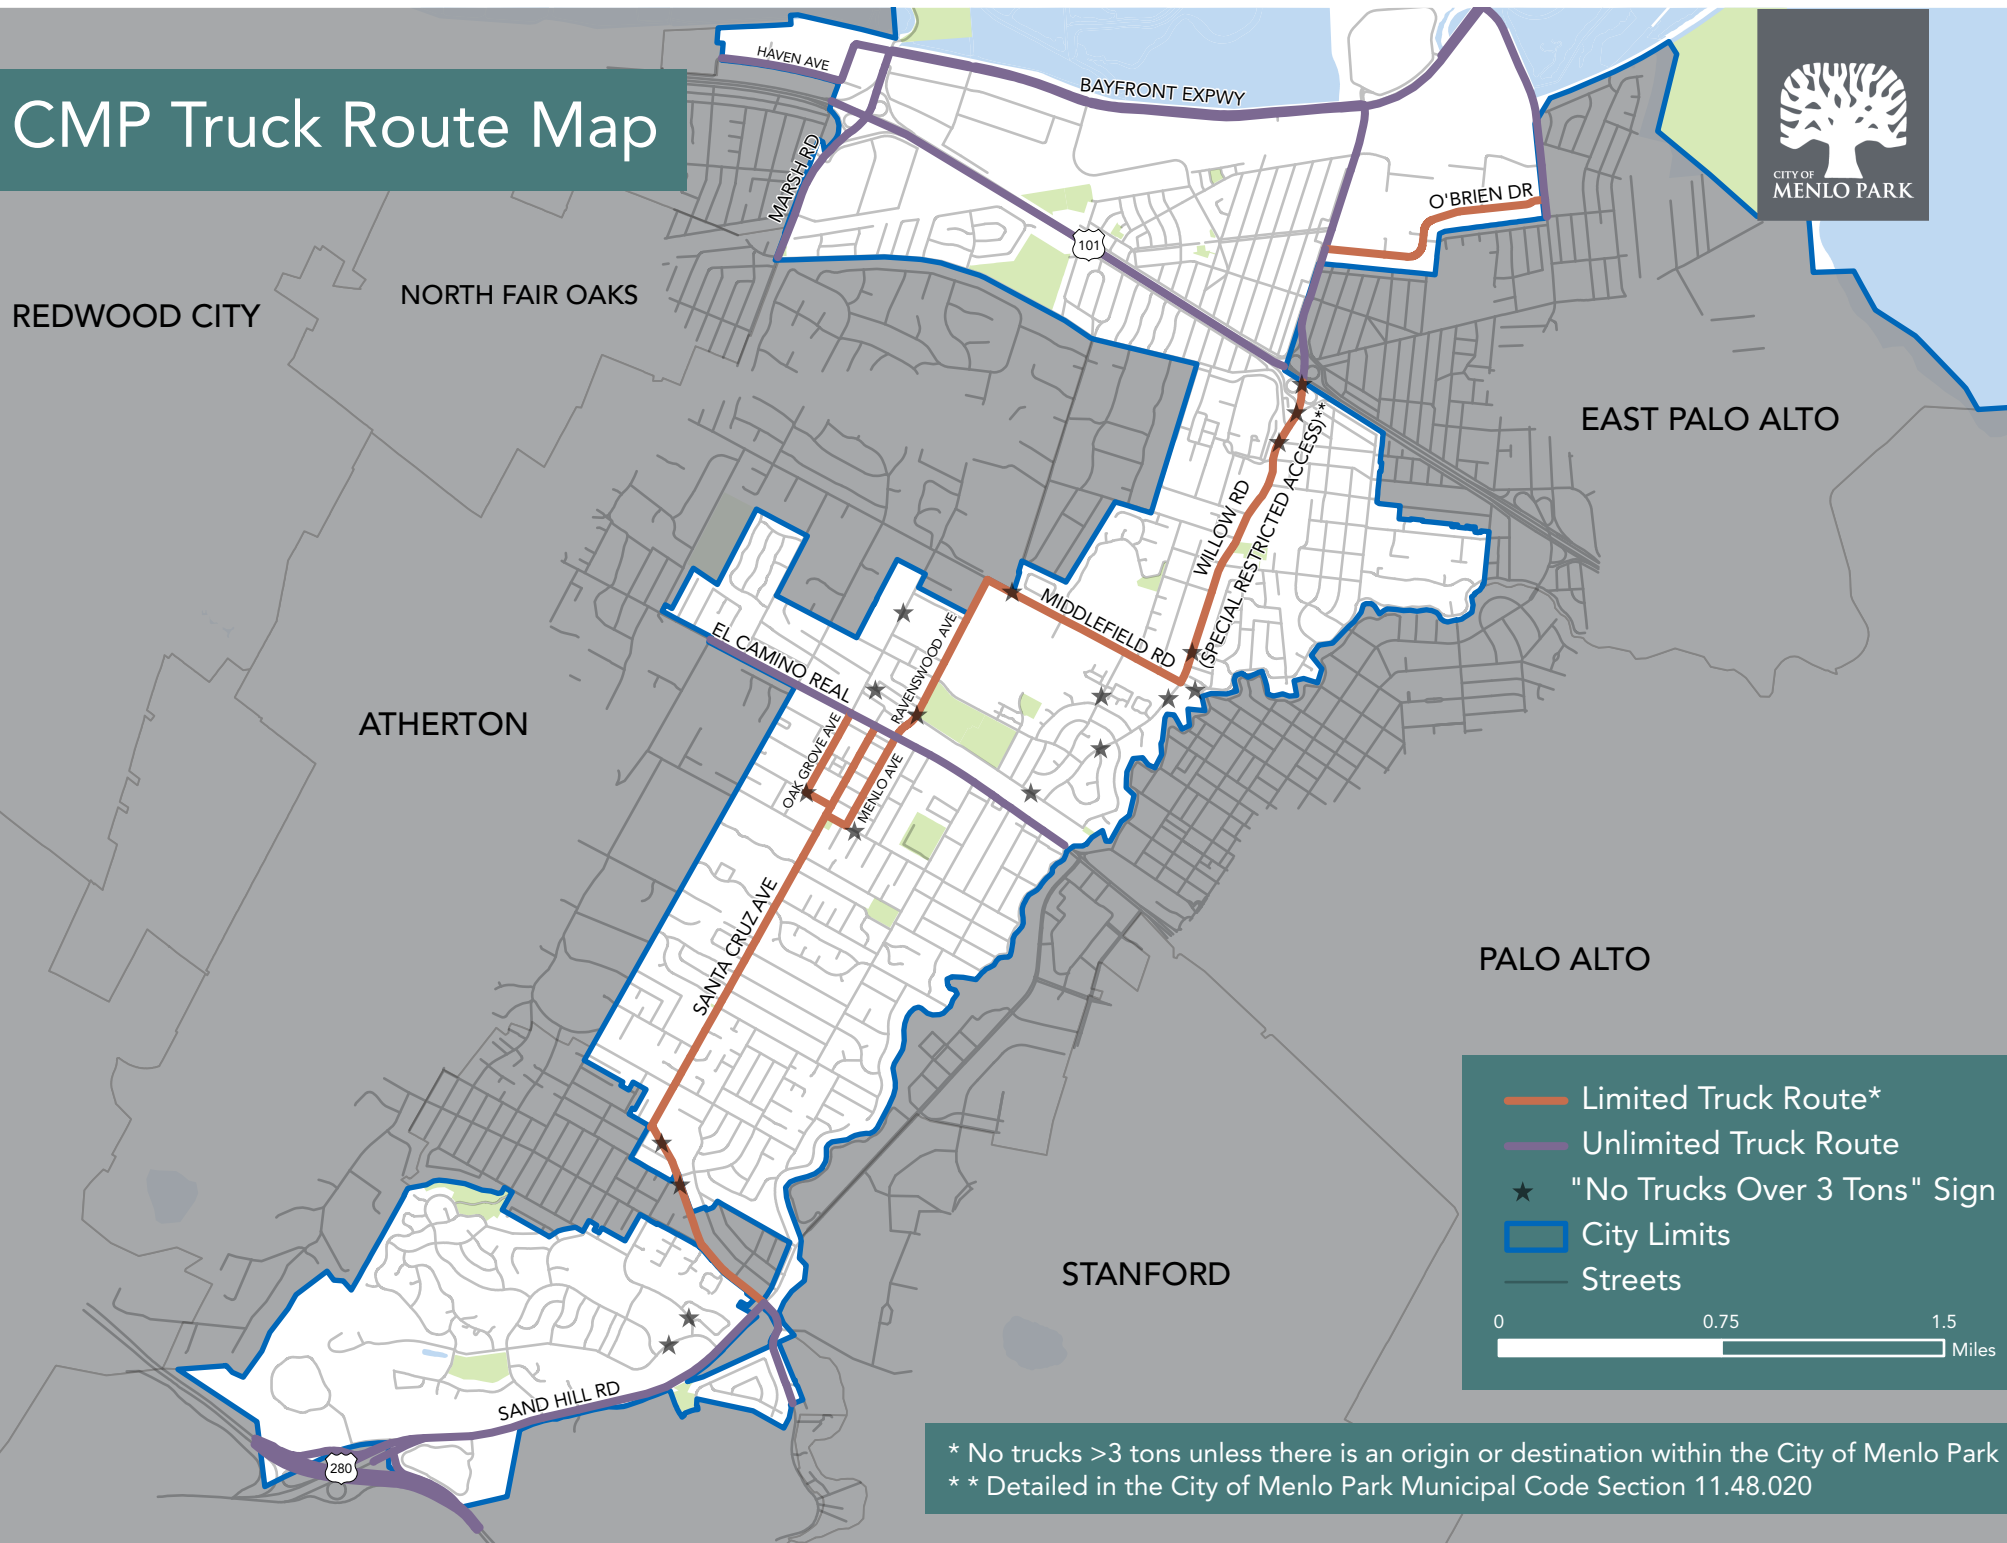 HAVEN AVE
BAYFRONT EXPWY
CMP Truck Route Map
MARSH RD
CITY OF
MENLO PARK
O'BRIEN DR
101
REDWOOD CITY
NORTH FAIR OAKS
EAST PALO ALTO
WILLOW RD
(SPECIAL RESTRICTED ACCESS)**
MIDDLEFIELD RD
EL CAMINO REAL
RAVENSWOOD AVE
ATHERTON
OAK GROVE AVE
MENLO AVE
SANTA CRUZ AVE
PALO ALTO
STANFORD
Limited Truck Route*
Unlimited Truck Route
"No Trucks Over 3 Tons" Sign
City Limits
Streets
0 0.75 1.5
Miles
SAND HILL RD
280
* No trucks >3 tons unless there is an origin or destination within the City of Menlo Park
* * Detailed in the City of Menlo Park Municipal Code Section 11.48.020